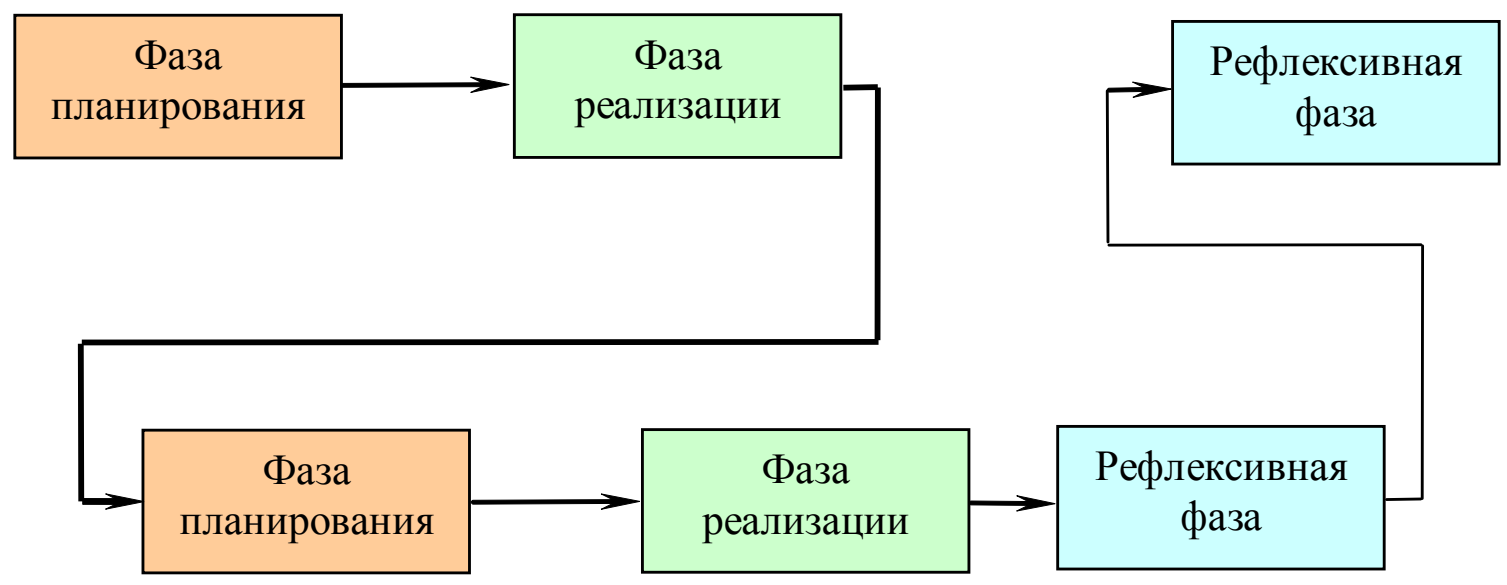 Фаза
планирования
Фаза
реализации
Рефлексивная
фаза
Фаза
планирования
Фаза
реализации
Рефлексивная
фаза